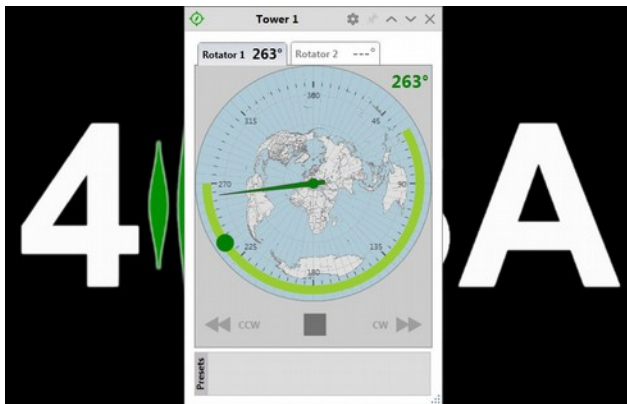 Tower 1
Rotator 1 263° Rotator 2 ---°
263°
360
315 45
270 90
225 135
180
CCW CW
Presets
4 A